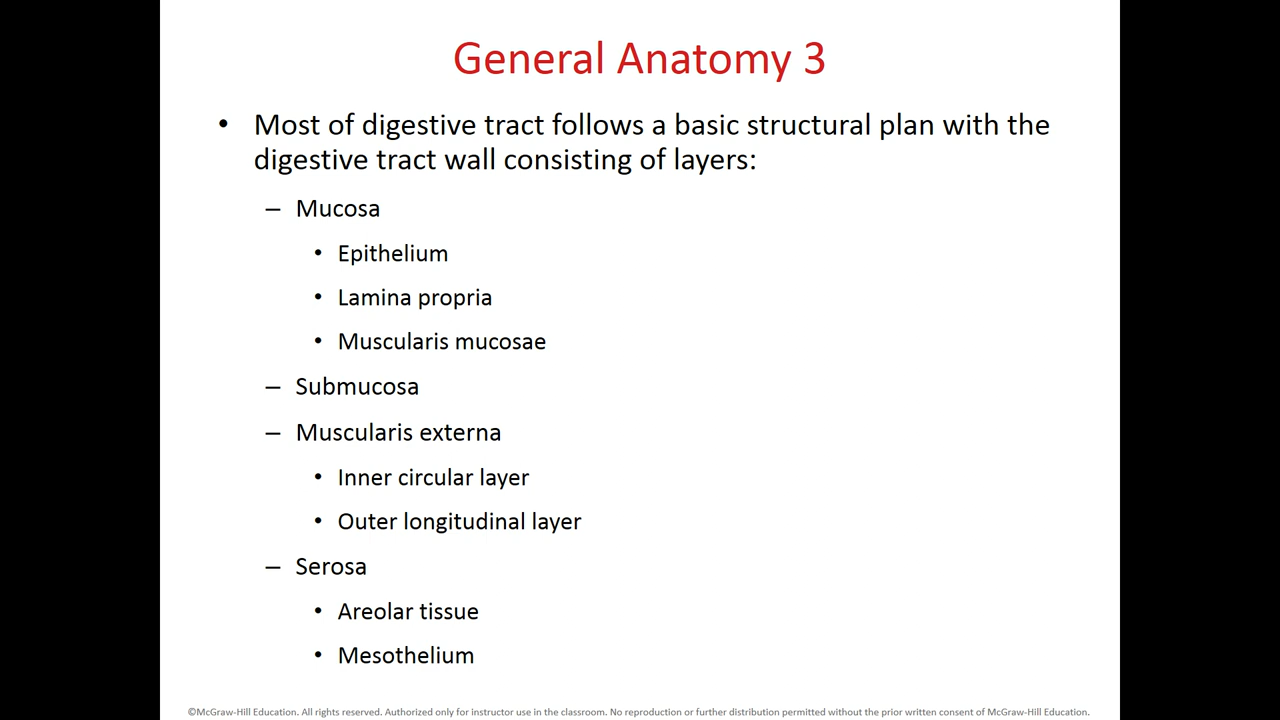 General Anatomy 3
• Most of digestive tract follows a basic structural plan with the
digestive tract wall consisting of layers:
– Mucosa
• Epithelium
• Lamina propria
• Muscularis mucosae
– Submucosa
– Muscularis externa
• Inner circular layer
• Outer longitudinal layer
– Serosa
• Areolar tissue
• Mesothelium
©McGraw-Hill Education. All rights reserved. Authorized only for instructor use in the classroom. No reproduction or further distribution permitted without the prior written consent of McGraw-Hill Education.